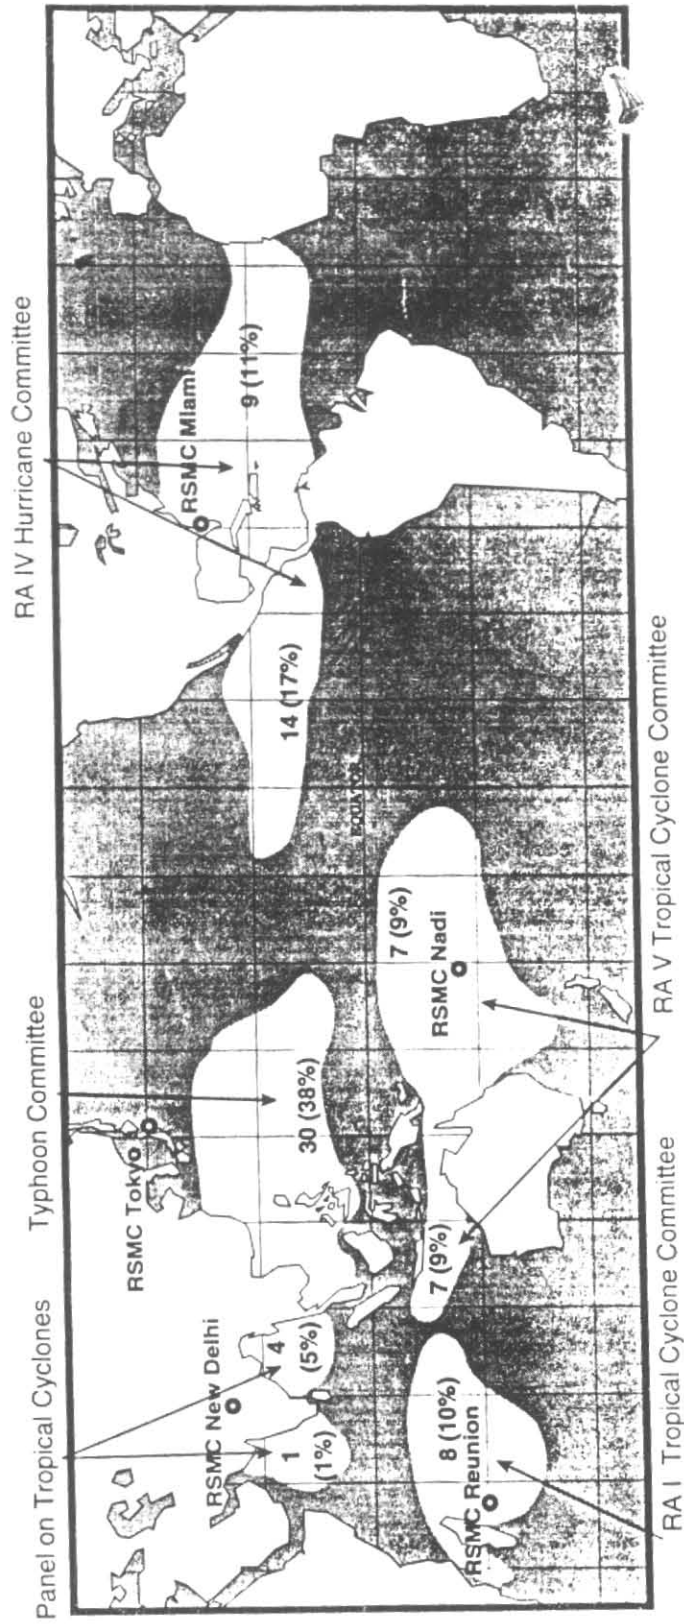 Panel on Tropical Cyclones
Typhoon Committee
RA IV Hurricane Committee
RSMC Tokyo
RSMC New Delhi
RSMC Miami
9 (11%)
14 (17%)
30 (38%)
4
(5%)
1
(1%)
EQUATOR
7 (9%)
RSMC Nadi
7 (9%)
8 (10%)
RSMC Reunion
RA I Tropical Cyclone Committee
RA V Tropical Cyclone Committee